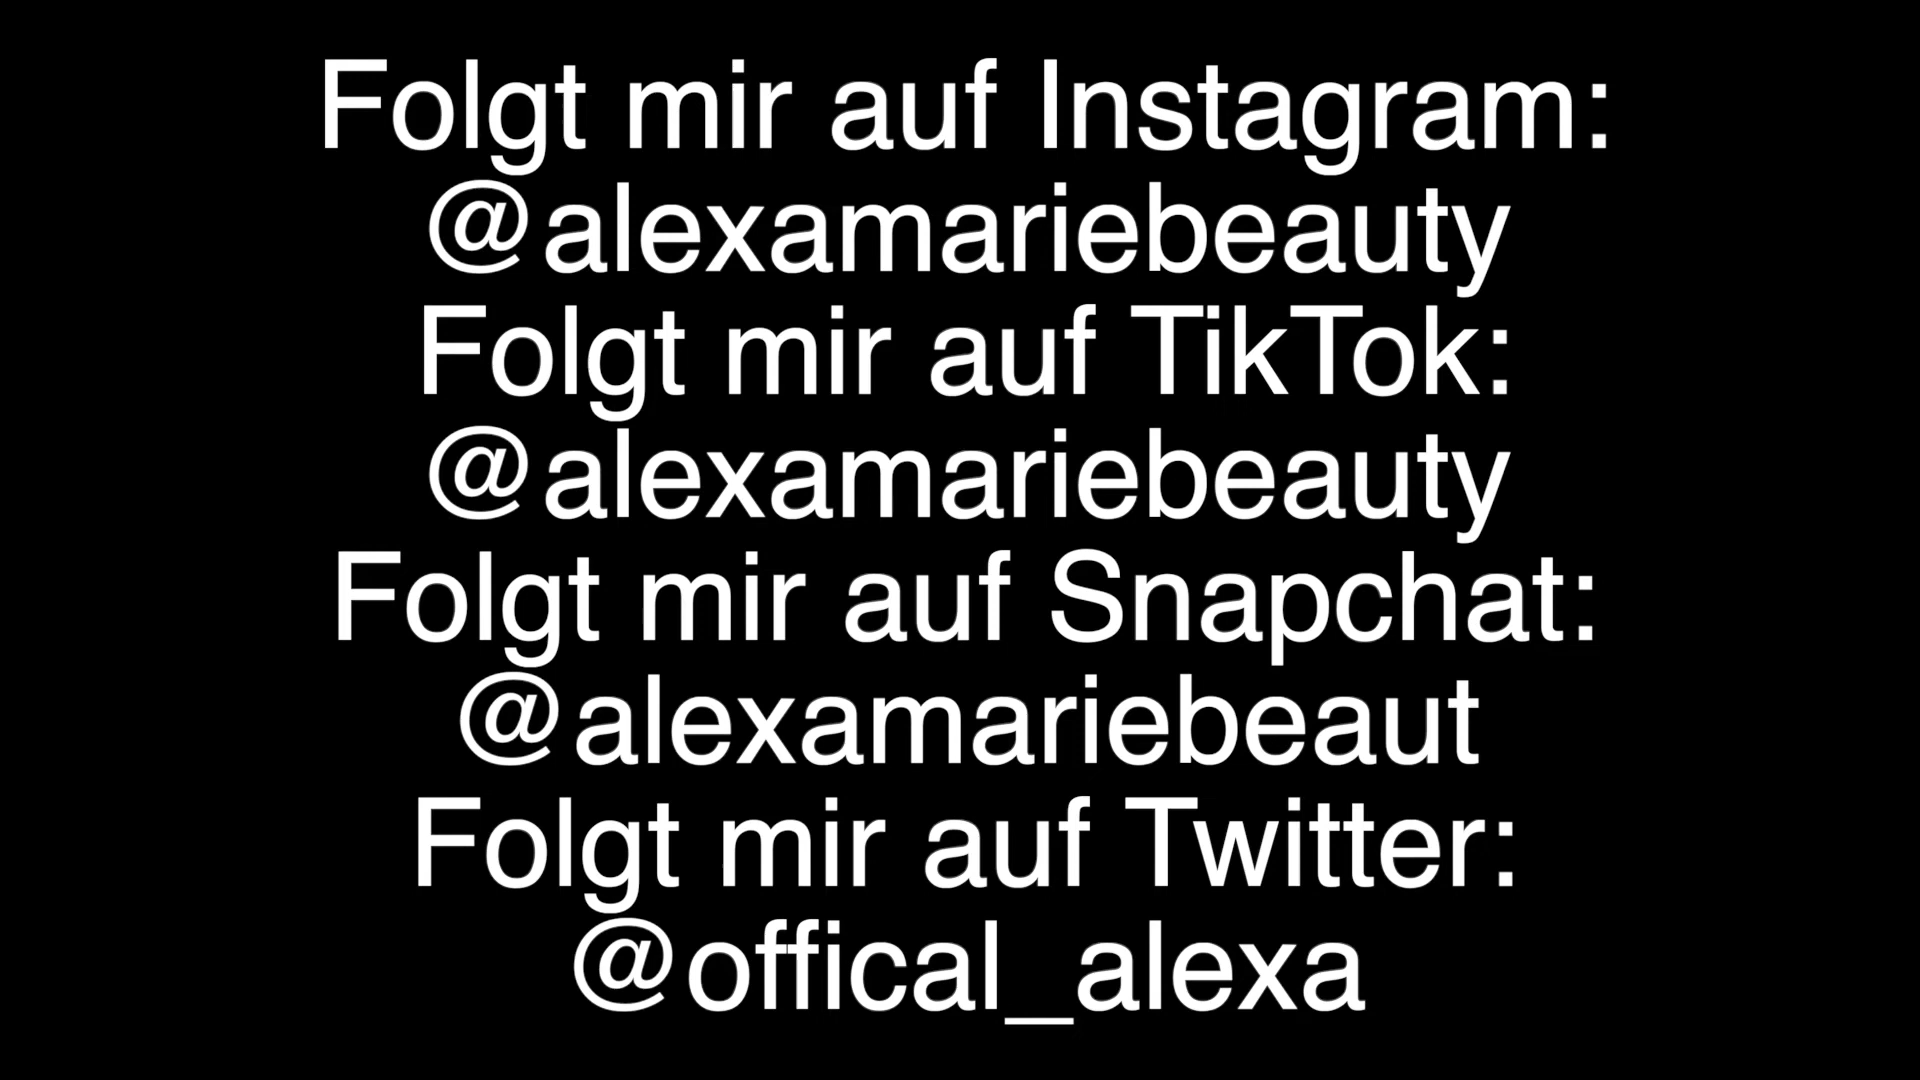 Folgt mir auf Instagram:
@alexamariebeauty
Folgt mir auf TikTok:
@alexamariebeauty
Folgt mir auf Snapchat:
@alexamariebeaut
Folgt mir auf Twitter:
@offical_alexa